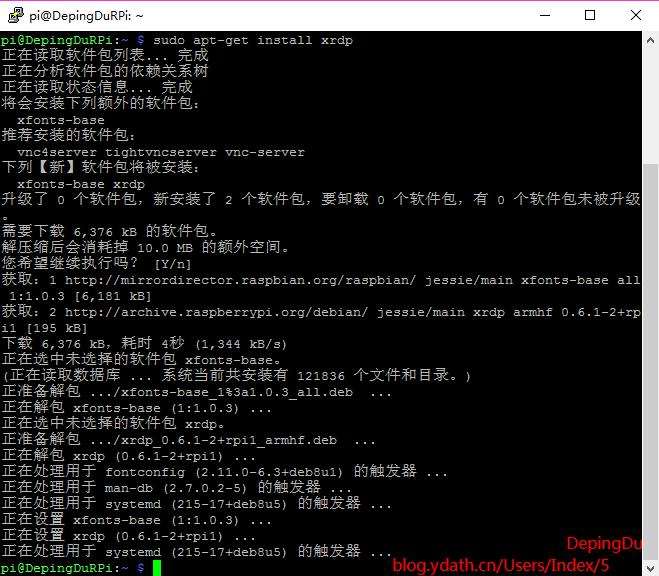 pi@DepingDuRPi: ~
pi@DepingDuRPi:~ $ sudo apt-get install xrdp
正在读取软件包列表... 完成
正在分析软件包的依赖关系树
正在读取状态信息... 完成
将会安装下列额外的软件包:
xfonts-base
推荐安装的软件包:
vnc4server tightvncserver vnc-server
下列【新】软件包将被安装:
xfonts-base xrdp
升级了 0 个软件包，新安装了 2 个软件包，要卸载 0 个软件包，有 0 个软件包未被升级
。
需要下载 6,376 kB 的软件包。
解压缩后会消耗掉 10.0 MB 的额外空间。
您希望继续执行吗？ [Y/n]
获取：1 http://mirrordirector.raspbian.org/raspbian/ jessie/main xfonts-base all
1:1.0.3 [6,181 kB]
获取：2 http://archive.raspberrypi.org/debian/ jessie/main xrdp armhf 0.6.1-2+rp
i1 [195 kB]
下载 6,376 kB，耗时 4秒 (1,344 kB/s)
正在选中未选择的软件包 xfonts-base。
(正在读取数据库 ... 系统当前共安装有 121836 个文件和目录。)
正准备解包 .../xfonts-base_1%3a1.0.3_all.deb  ...
正在解包 xfonts-base (1:1.0.3) ...
正在选中未选择的软件包 xrdp。
正准备解包 .../xrdp_0.6.1-2+rpi1_armhf.deb  ...
正在解包 xrdp (0.6.1-2+rpi1) ...
正在处理用于 fontconfig (2.11.0-6.3+deb8u1) 的触发器 ...
正在处理用于 man-db (2.7.0.2-5) 的触发器 ...
正在处理用于 systemd (215-17+deb8u5) 的触发器 ...
正在设置 xfonts-base (1:1.0.3) ...
正在设置 xrdp (0.6.1-2+rpi1) ...
正在处理用于 systemd (215-17+deb8u5) 的触发器 ...
pi@DepingDuRPi:~ $
DepingDu
blog.ydath.cn/Users/Index/5